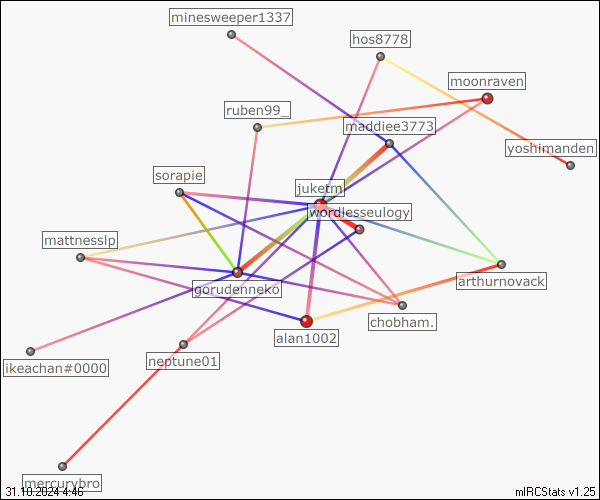 minesweeper1337
hos8778
moonraven
ruben99_
maddiee3773
yoshimanden
sorapie
juketm
wordlesseulogy
mattnesslp
gorudenneko
arthurnovack
chobham.
alan1002
ikeachan#0000
neptune01
mercurybro
31.10.2024 4:46
mIRCStats v1.25